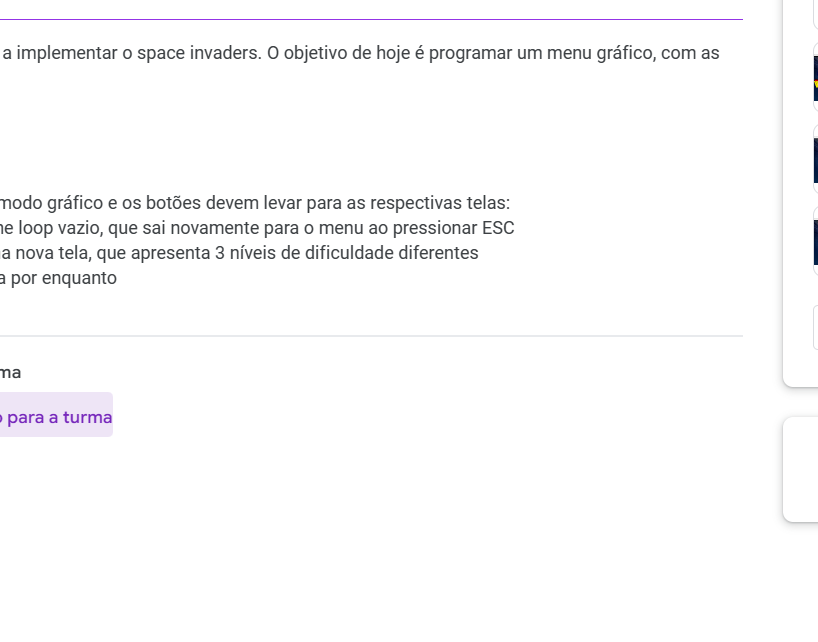 a implementar o space invaders. O objetivo de hoje é programar um menu gráfico, com as
modo gráfico e os botões devem levar para as respectivas telas:
ne loop vazio, que sai novamente para o menu ao pressionar ESC
a nova tela, que apresenta 3 níveis de dificuldade diferentes
a por enquanto
ma
o para a turma